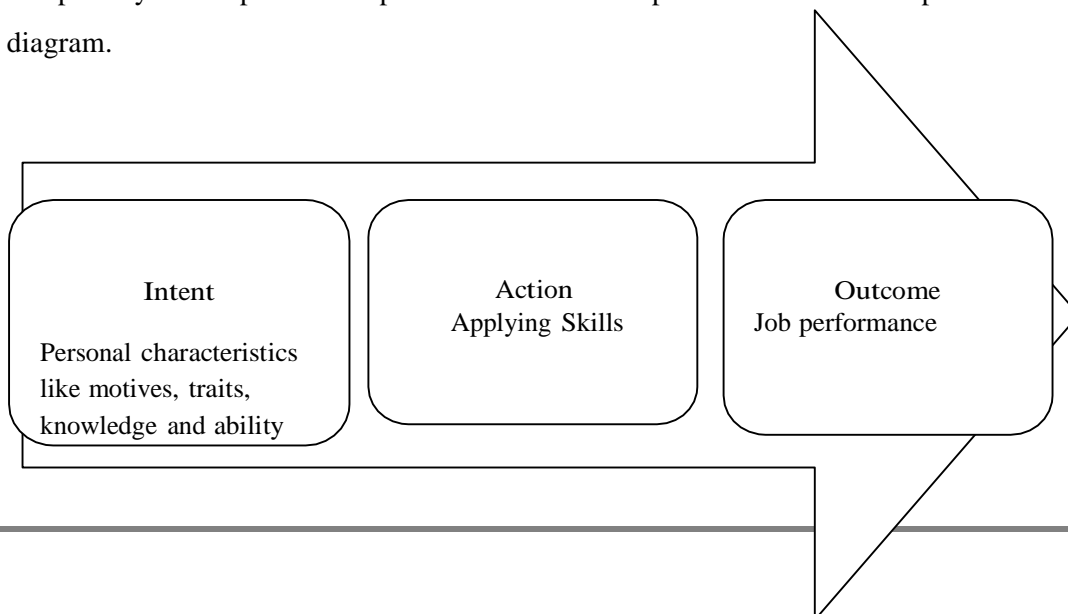 diagram.
Intent
Personal characteristics
like motives, traits,
knowledge and ability
Action
Applying Skills
Outcome
Job performance